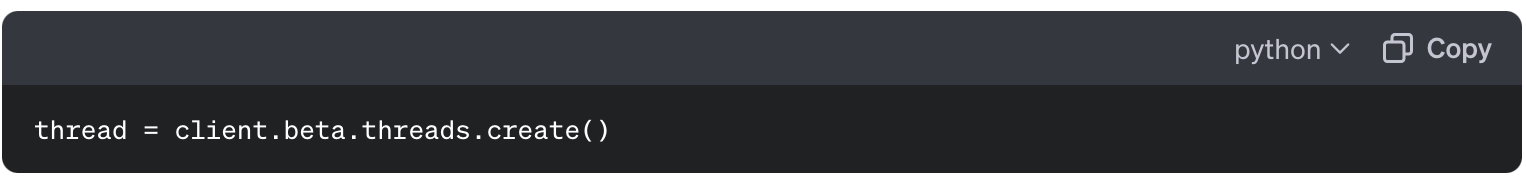 python Copy
thread = client.beta.threads.create()